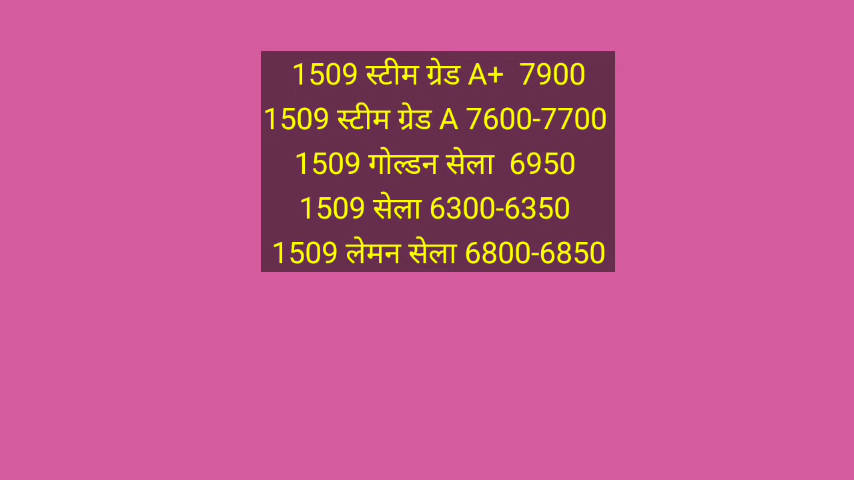 1509 स्टीम ग्रेड A+ 7900
1509 स्टीम ग्रेड A 7600-7700
1509 गोल्डन सेला 6950
1509 सेला 6300-6350
1509 लेमन सेला 6800-6850